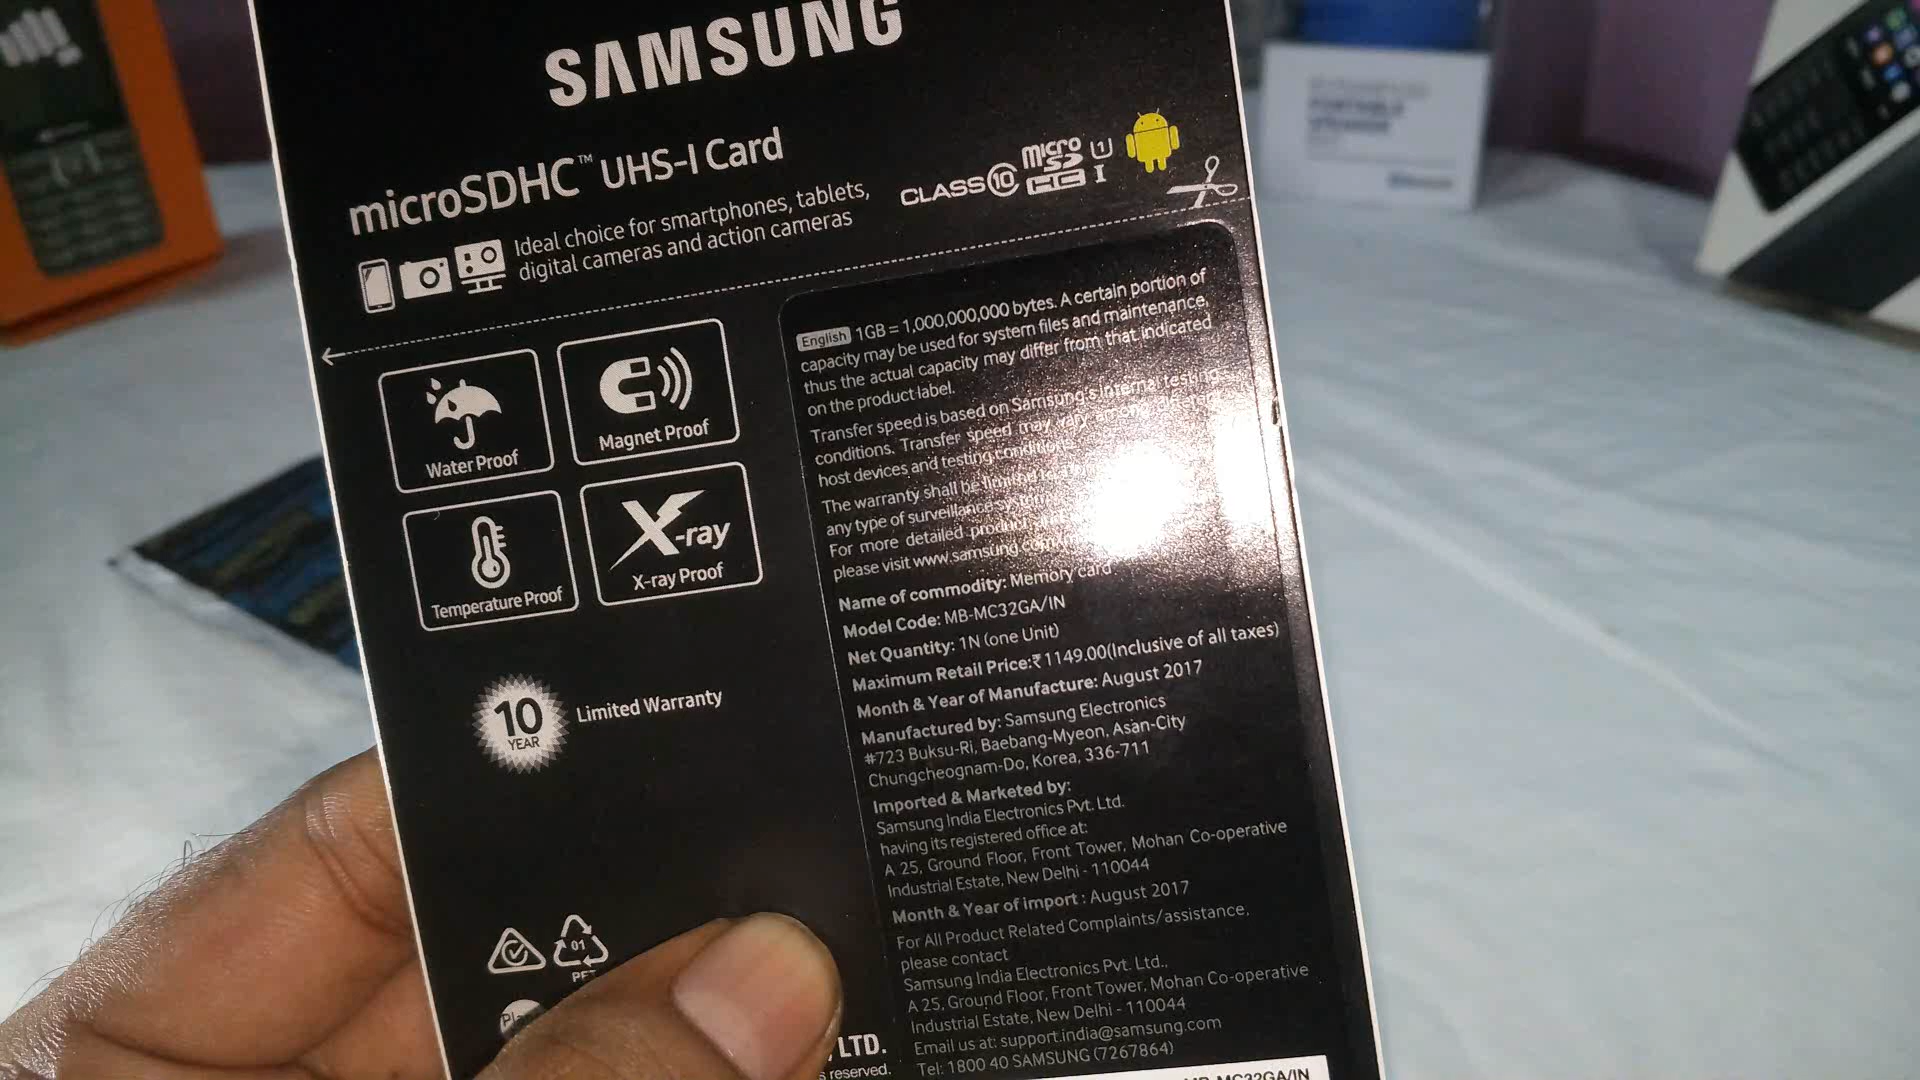 SAMSUNG
microSDHC™ UHS-I Card
Ideal choice for smartphones, tablets,
digital cameras and action cameras
CLASS 10
micro
SD
HC
U1
I
Water Proof
Magnet Proof
Temperature Proof
X-ray
X-ray Proof
10
YEAR
Limited Warranty
English 1GB = 1,000,000,000 bytes. A certain portion of
capacity may be used for system files and maintenance,
thus the actual capacity may differ from that indicated
on the product label.
Transfer speed is based on Samsung's internal testing
conditions. Transfer speed may vary among
host devices and testing conditions
The warranty shall be limited to
any type of surveillance system
For more detailed product
please visit www.samsung.com/
Name of commodity: Memory card
Model Code: MB-MC32GA/IN
Net Quantity: 1N (one Unit)
Maximum Retail Price:₹ 1149.00(Inclusive of all taxes)
Month & Year of Manufacture: August 2017
Manufactured by: Samsung Electronics
#723 Buksu-Ri, Baebang-Myeon, Asan-City
Chungcheognam-Do, Korea, 336-711
Imported & Marketed by:
Samsung India Electronics Pvt. Ltd.
having its registered office at:
A 25, Ground Floor, Front Tower, Mohan Co-operative
Industrial Estate, New Delhi - 110044
Month & Year of import : August 2017
For All Product Related Complaints/assistance,
please contact
Samsung India Electronics Pvt. Ltd.,
A 25, Ground Floor, Front Tower, Mohan Co-operative
Industrial Estate, New Delhi - 110044
Email us at: support.india@samsung.com
Tel: 1800 40 SAMSUNG (7267864)
01
PET
LTD.
reserved.
MB-MC32GA/IN
PORTABLE
SPEAKER